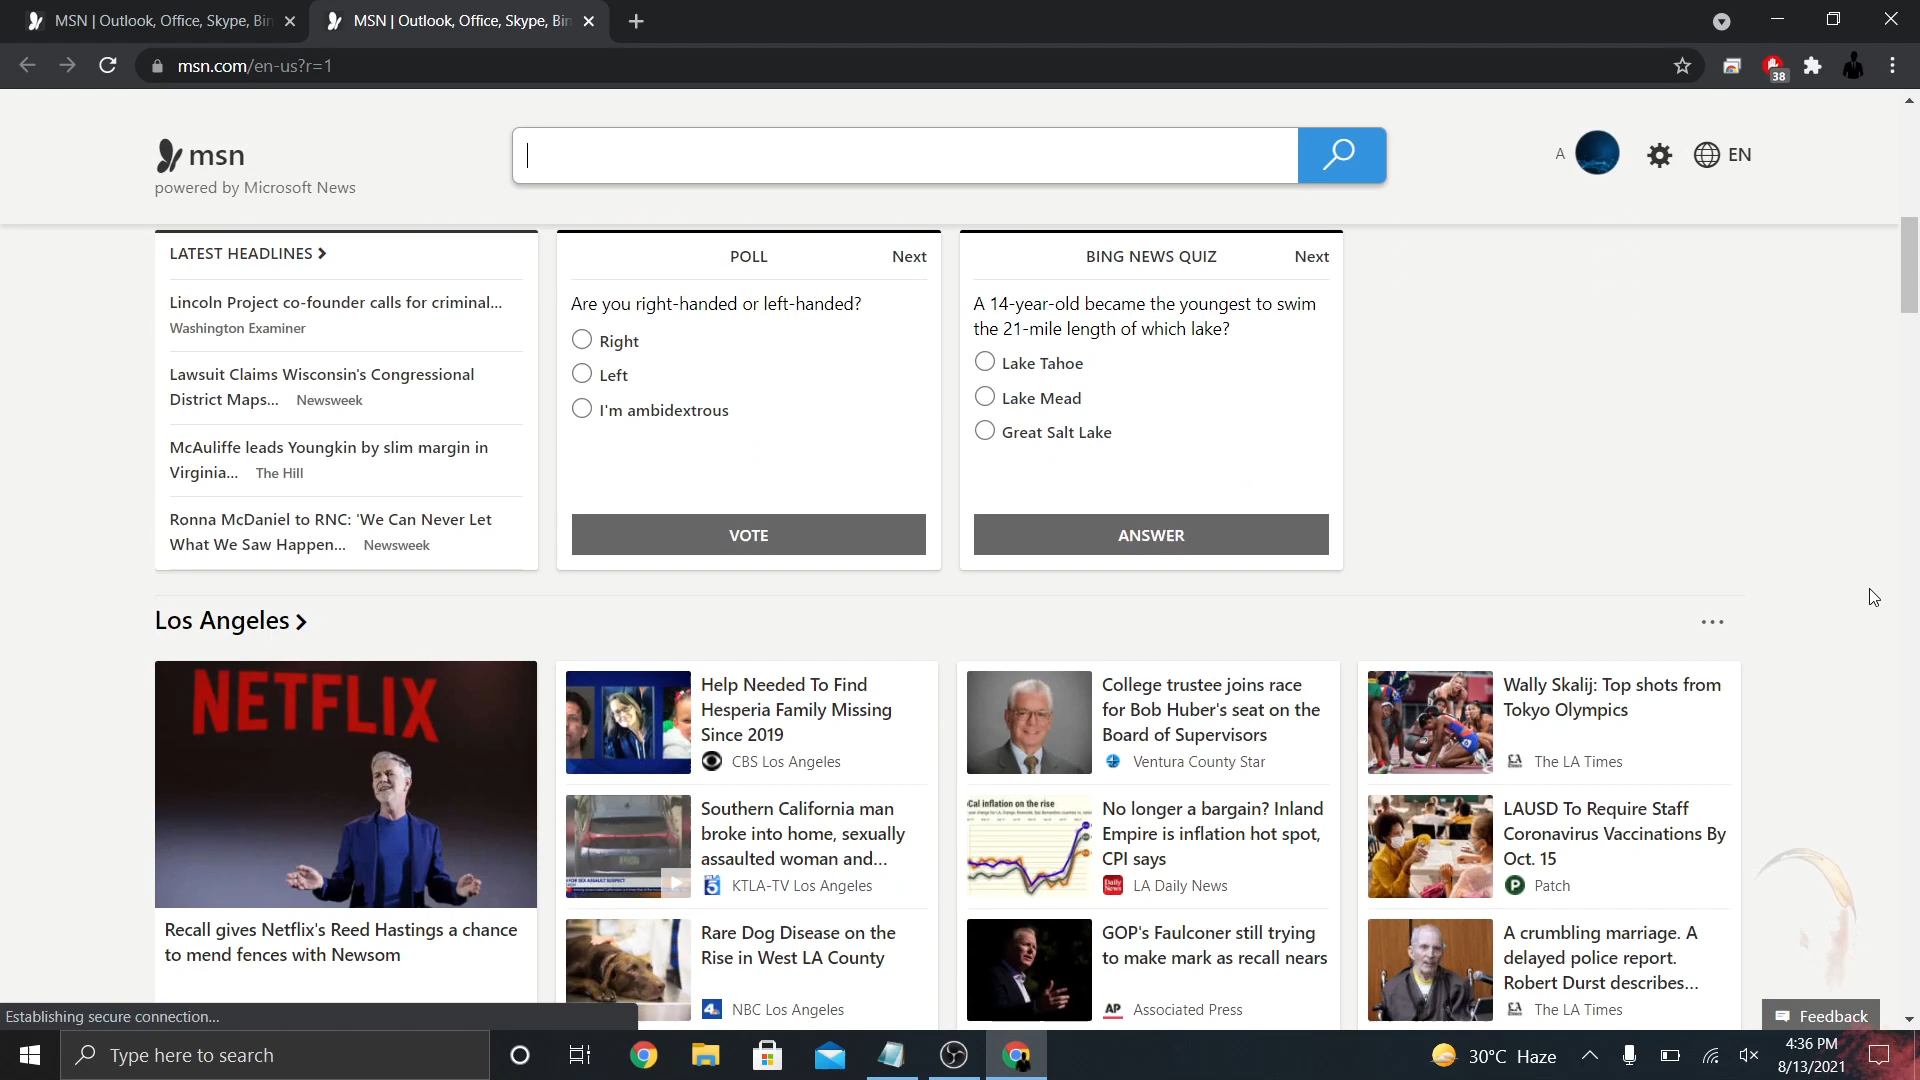 MSN | Outlook, Office, Skype, Bin
MSN | Outlook, Office, Skype, Bin
msn.com/en-us?r=1
38
msn
powered by Microsoft News
A
EN
LATEST HEADLINES
Lincoln Project co-founder calls for criminal...
Washington Examiner
Lawsuit Claims Wisconsin's Congressional
District Maps... Newsweek
McAuliffe leads Youngkin by slim margin in
Virginia... The Hill
Ronna McDaniel to RNC: 'We Can Never Let
What We Saw Happen... Newsweek
POLL
Next
Are you right-handed or left-handed?
Right
Left
I'm ambidextrous
VOTE
BING NEWS QUIZ
Next
A 14-year-old became the youngest to swim
the 21-mile length of which lake?
Lake Tahoe
Lake Mead
Great Salt Lake
ANSWER
Los Angeles
NETFLIX
Recall gives Netflix's Reed Hastings a chance
to mend fences with Newsom
Help Needed To Find
Hesperia Family Missing
Since 2019
CBS Los Angeles
Southern California man
broke into home, sexually
assaulted woman and...
KTLA-TV Los Angeles
Rare Dog Disease on the
Rise in West LA County
NBC Los Angeles
College trustee joins race
for Bob Huber's seat on the
Board of Supervisors
Ventura County Star
Cal inflation on the rise
No longer a bargain? Inland
Empire is inflation hot spot,
CPI says
LA Daily News
GOP's Faulconer still trying
to make mark as recall nears
AP Associated Press
Wally Skalij: Top shots from
Tokyo Olympics
The LA Times
LAUSD To Require Staff
Coronavirus Vaccinations By
Oct. 15
Patch
A crumbling marriage. A
delayed police report.
Robert Durst describes...
The LA Times
Feedback
Establishing secure connection...
Type here to search
30°C Haze
4:36 PM
8/13/2021